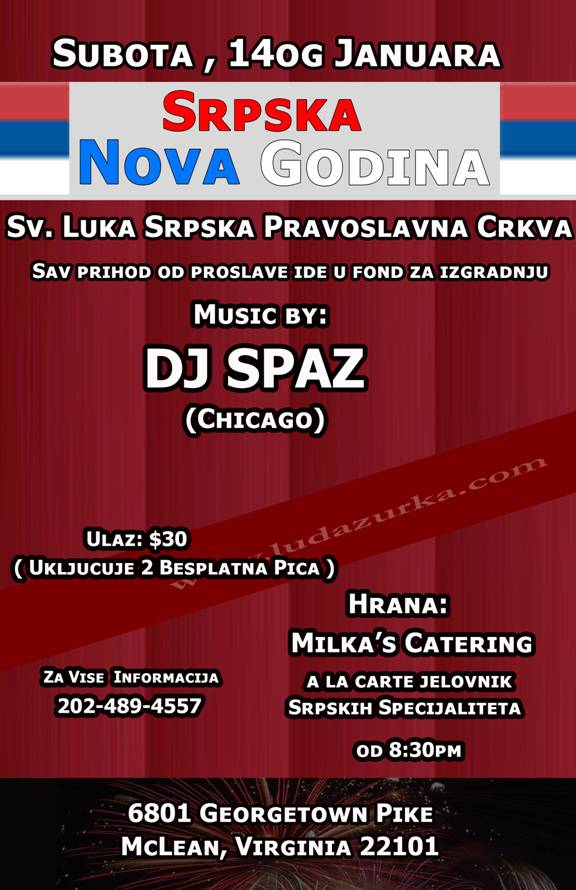 Subota , 14og Januara
Srpska
Nova Godina
Sv. Luka Srpska Pravoslavna Crkva
Sav prihod od proslave ide u fond za izgradnju
Music by:
DJ SPAZ
(Chicago)
www.ludazurka.com
Ulaz: $30
( Ukljucuje 2 Besplatna Pica )
Hrana:
Milka's Catering
a la carte jelovnik
Srpskih Specijaliteta
od 8:30pm
Za Vise Informacija
202-489-4557
6801 Georgetown Pike
McLean, Virginia 22101